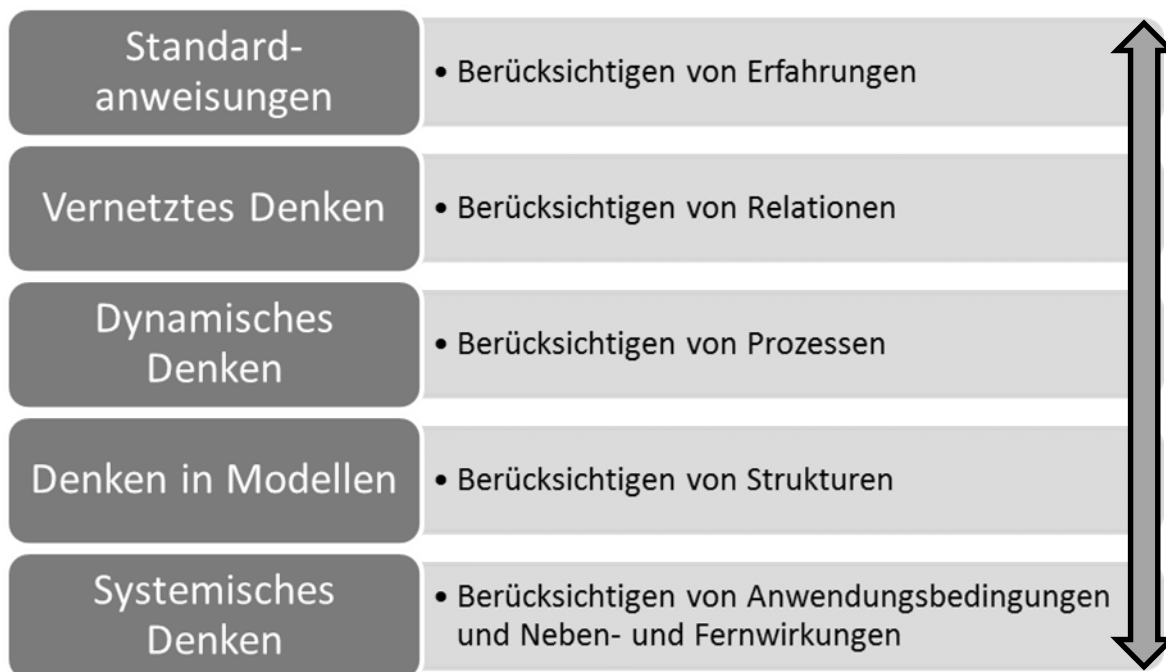 Standard-
anweisungen
• Berücksichtigen von Erfahrungen
Vernetztes Denken
• Berücksichtigen von Relationen
Dynamisches
Denken
• Berücksichtigen von Prozessen
Denken in Modellen
• Berücksichtigen von Strukturen
Systemisches
Denken
• Berücksichtigen von Anwendungsbedingungen
und Neben- und Fernwirkungen